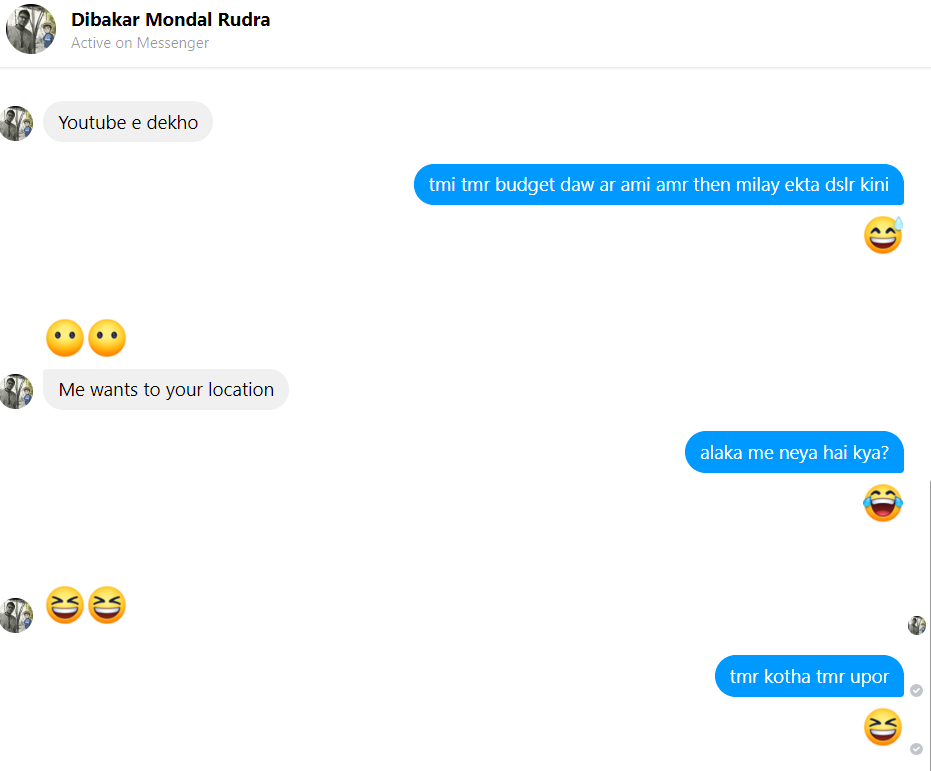 Dibakar Mondal Rudra
Active on Messenger
Youtube e dekho
tmi tmr budget daw ar ami amr then milay ekta dslr kini
😅
😶😶
Me wants to your location
alaka me neya hai kya?
😂
😆😆
tmr kotha tmr upor
😆